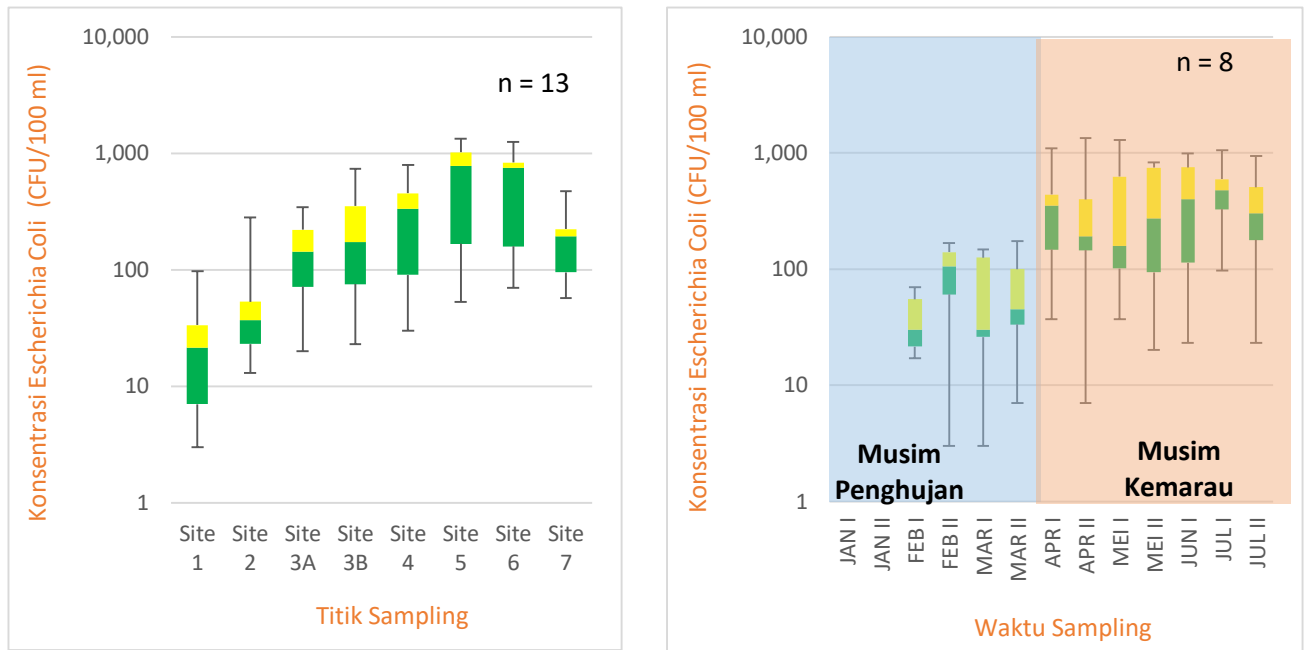 Konsentrasi Escherichia Coli (CFU/100 ml)
10,000
1,000
100
10
1
n = 13
Site 1
Site 2
Site 3A
Site 3B
Site 4
Site 5
Site 6
Site 7
Titik Sampling
Konsentrasi Escherichia Coli (CFU/100 ml)
10,000
1,000
100
10
1
n = 8
Musim
Penghujan
Musim
Kemarau
JAN I
JAN II
FEB I
FEB II
MAR I
MAR II
APR I
APR II
MEI I
MEI II
JUN I
JUL I
JUL II
Waktu Sampling